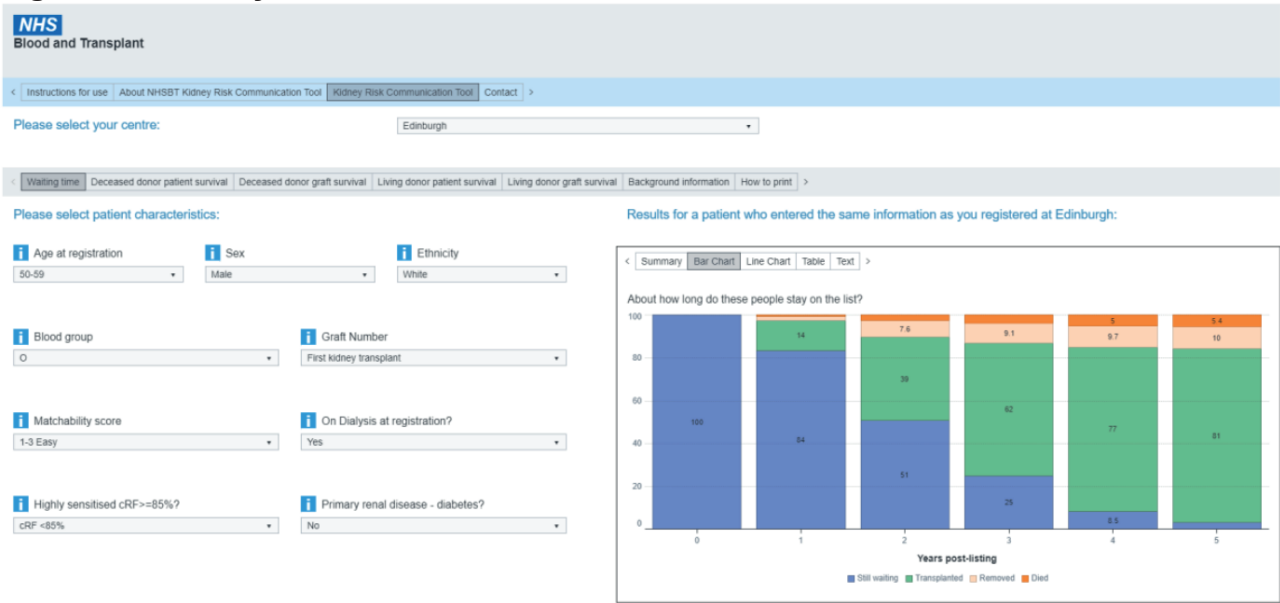 NHS
Blood and Transplant
< Instructions for use About NHSBT Kidney Risk Communication Tool Kidney Risk Communication Tool Contact >
Please select your centre: Edinburgh
< Waiting time Deceased donor patient survival Deceased donor graft survival Living donor patient survival Living donor graft survival Background information How to print >
Please select patient characteristics:
i Age at registration i Sex i Ethnicity
50-59 Male White
i Blood group i Graft Number
O First kidney transplant
i Matchability score i On Dialysis at registration?
1-3 Easy Yes
i Highly sensitised cRF>=85%? i Primary renal disease - diabetes?
cRF <85% No
Results for a patient who entered the same information as you registered at Edinburgh:
< Summary Bar Chart Line Chart Table Text >
About how long do these people stay on the list?
100
80
60
40
20
0
100
14
84
7.6
39
51
9.1
62
25
5
9.7
77
8.5
5.4
10
81
0 1 2 3 4 5
Years post-listing
Still waiting Transplanted Removed Died